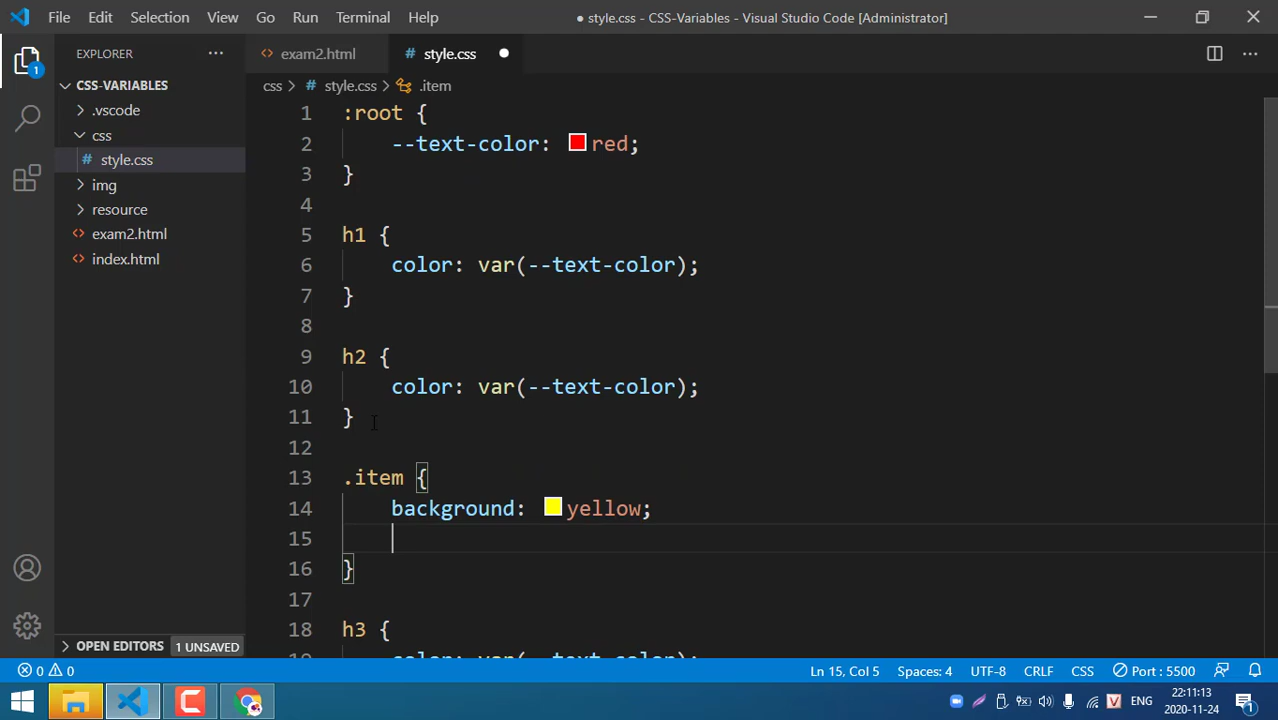 File Edit Selection View Go Run Terminal Help ● style.css - CSS-Variables - Visual Studio Code [Administrator]
EXPLORER ···
exam2.html # style.css ●
css > # style.css > .item
CSS-VARIABLES
.vscode
css
# style.css
img
resource
exam2.html
index.html
1 :root {
2 --text-color: red;
3 }
4
5 h1 {
6 color: var(--text-color);
7 }
8
9 h2 {
10 color: var(--text-color);
11 }
12
13 .item {
14 background: yellow;
15
16 }
17
18 h3 {
OPEN EDITORS 1 UNSAVED
0 0 Ln 15, Col 5 Spaces: 4 UTF-8 CRLF CSS Port : 5500
1
V ENG 22:11:13
2020-11-24
1